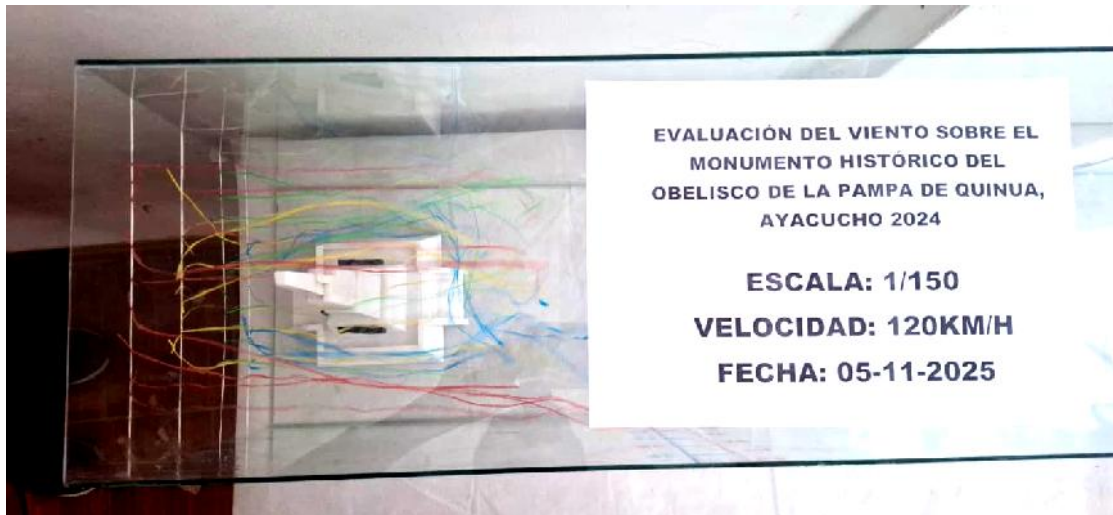 EVALUACIÓN DEL VIENTO SOBRE EL
MONUMENTO HISTÓRICO DEL
OBELISCO DE LA PAMPA DE QUINUA,
AYACUCHO 2024
ESCALA: 1/150
VELOCIDAD: 120KM/H
FECHA: 05-11-2025